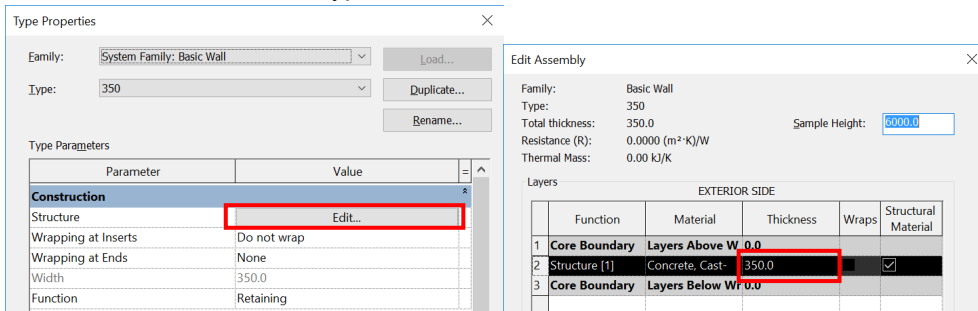 Type Properties
Family: System Family: Basic Wall Load...
Type: 350 Duplicate...
Rename...
Type Parameters
Parameter Value =
Construction
Structure Edit...
Wrapping at Inserts Do not wrap
Wrapping at Ends None
Width 350.0
Function Retaining
Edit Assembly
Family: Basic Wall
Type: 350
Total thickness: 350.0 Sample Height: 6000.0
Resistance (R): 0.0000 (m²·K)/W
Thermal Mass: 0.00 kJ/K
Layers
EXTERIOR SIDE
Function Material Thickness Wraps Structural Material
1 Core Boundary Layers Above W 0.0
2 Structure [1] Concrete, Cast- 350.0
3 Core Boundary Layers Below Wr 0.0